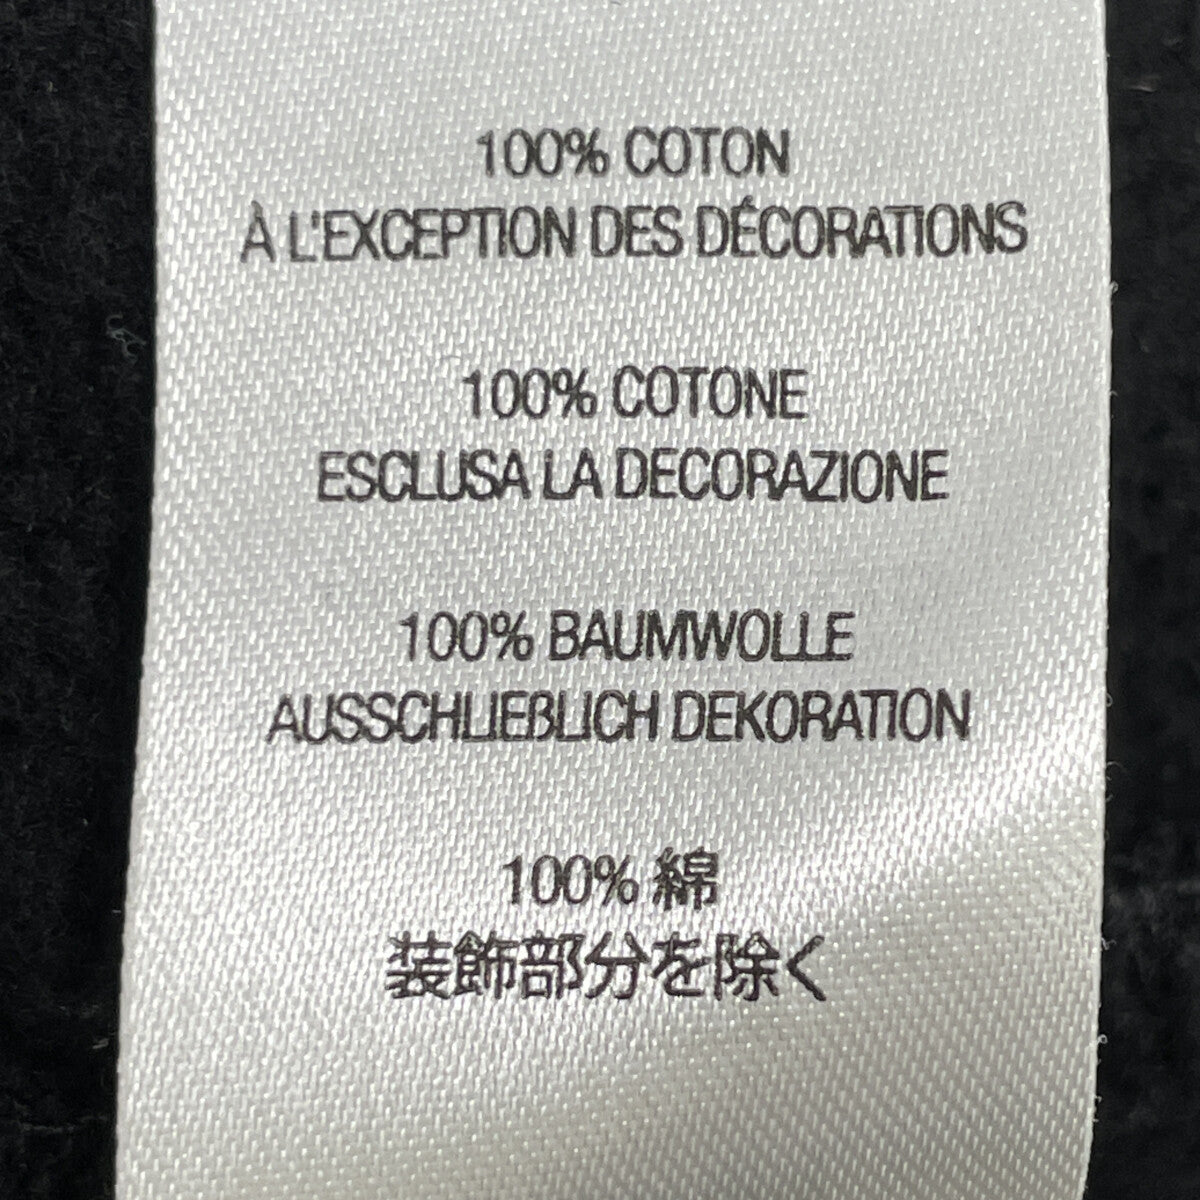 100% COTON
À L'EXCEPTION DES DÉCORATIONS
100% COTONE
ESCLUSA LA DECORAZIONE
100% BAUMWOLLE
AUSSCHLIEßLICH DEKORATION
100% 綿
装飾部分を除く